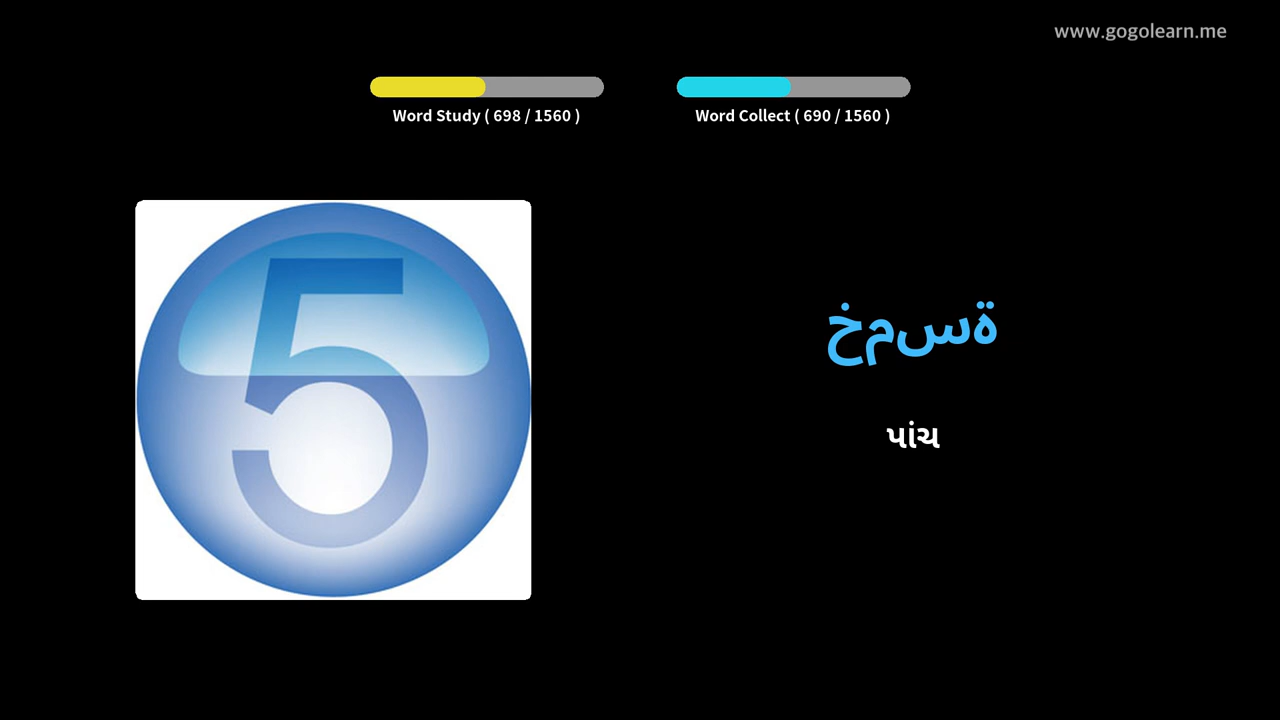 www.gogolearn.me
Word Study ( 698 / 1560 )
Word Collect ( 690 / 1560 )
5
خمسة
પાંચ